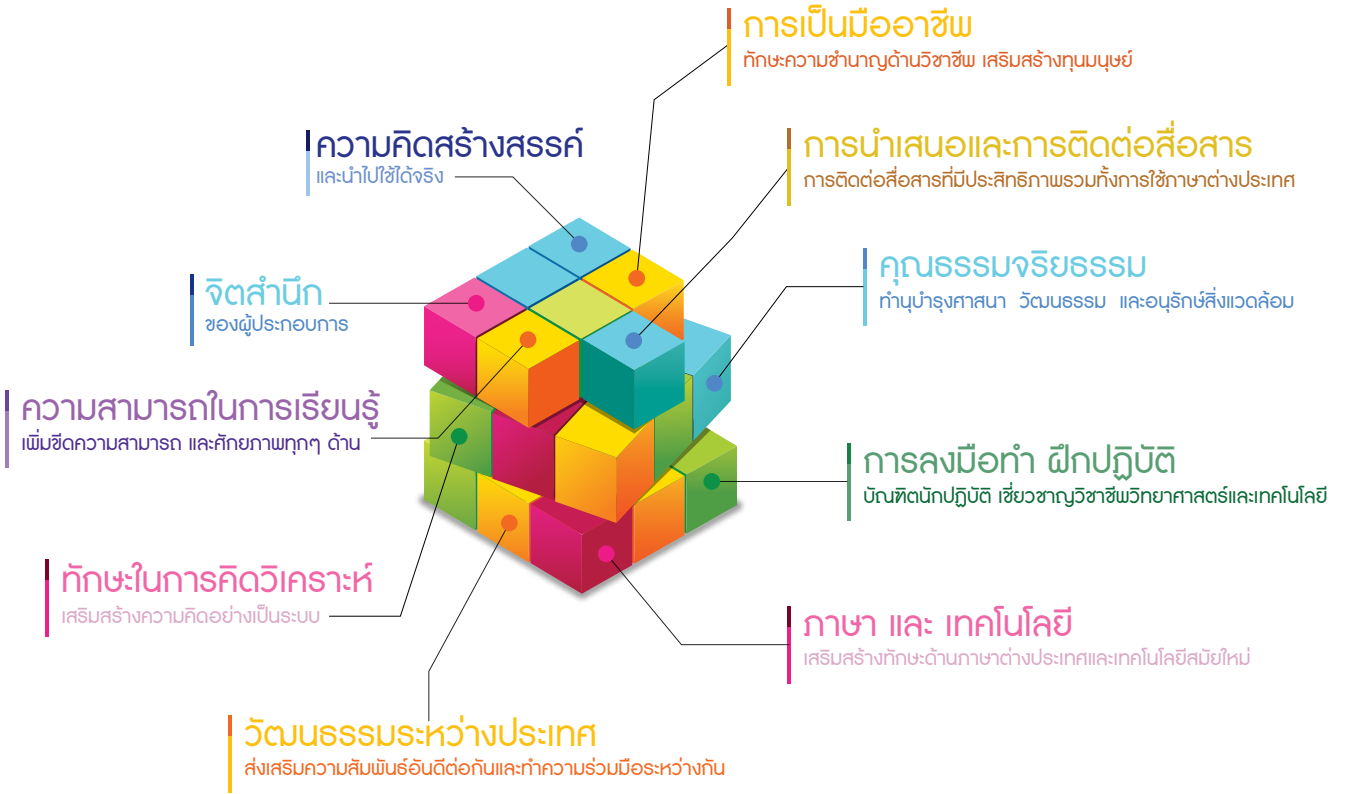 การเป็นมืออาชีพ
ทักษะความชำนาญด้านวิชาชีพ เสริมสร้างทุนมนุษย์
ความคิดสร้างสรรค์
และนำไปใช้ได้จริง
การนำเสนอและการติดต่อสื่อสาร
การติดต่อสื่อสารที่มีประสิทธิภาพรวมทั้งการใช้ภาษาต่างประเทศ
คุณธรรมจริยธรรม
ทำนุบำรุงศาสนา วัฒนธรรม และอนุรักษ์สิ่งแวดล้อม
จิตสำนึก
ของผู้ประกอบการ
ความสามารถในการเรียนรู้
เพิ่มขีดความสามารถ และศักยภาพทุกๆ ด้าน
การลงมือทำ ฝึกปฏิบัติ
บัณฑิตนักปฏิบัติ เชี่ยวชาญวิชาชีพวิทยาศาสตร์และเทคโนโลยี
ทักษะในการคิดวิเคราะห์
เสริมสร้างความคิดอย่างเป็นระบบ
ภาษา และ เทคโนโลยี
เสริมสร้างทักษะด้านภาษาต่างประเทศและเทคโนโลยีสมัยใหม่
วัฒนธรรมระหว่างประเทศ
ส่งเสริมความสัมพันธ์อันดีต่อกันและทำความร่วมมือระหว่างกัน